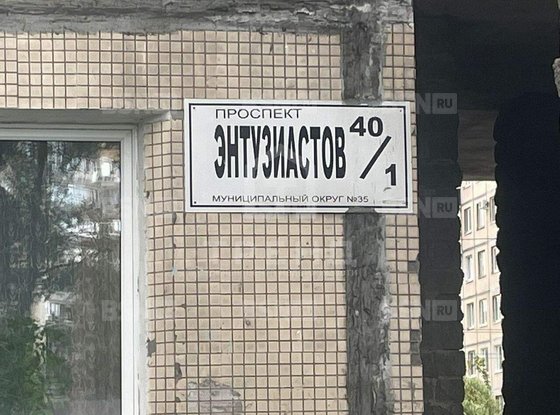 ПРОСПЕКТ
ЭНТУЗИАСТОВ 40/1
МУНИЦИПАЛЬНЫЙ ОКРУГ №35